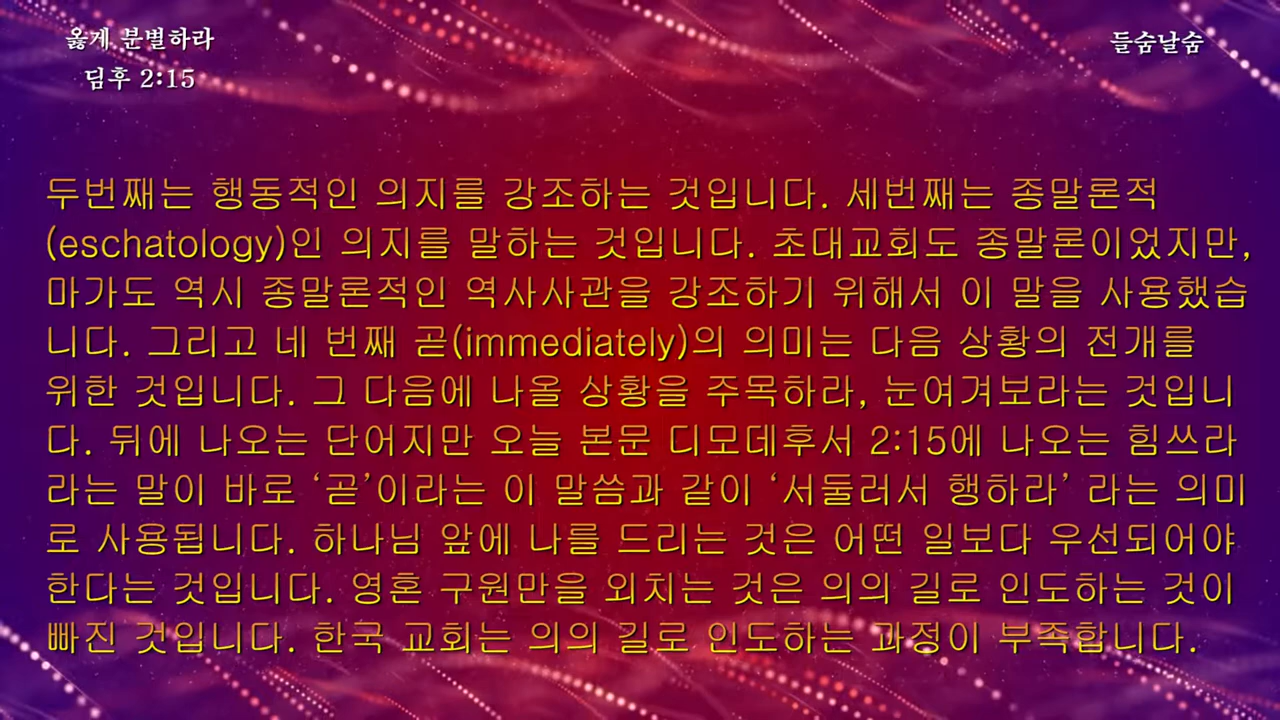 옳게 분별하라
딤후 2:15
들숨날숨
두번째는 행동적인 의지를 강조하는 것입니다. 세번째는 종말론적
(eschatology)인 의지를 말하는 것입니다. 초대교회도 종말론이었지만,
마가도 역시 종말론적인 역사사관을 강조하기 위해서 이 말을 사용했습
니다. 그리고 네 번째 곧(immediately)의 의미는 다음 상황의 전개를
위한 것입니다. 그 다음에 나올 상황을 주목하라, 눈여겨보라는 것입니
다. 뒤에 나오는 단어지만 오늘 본문 디모데후서 2:15에 나오는 힘쓰라
라는 말이 바로 ‘곧’이라는 이 말씀과 같이 ‘서둘러서 행하라’ 라는 의미
로 사용됩니다. 하나님 앞에 나를 드리는 것은 어떤 일보다 우선되어야
한다는 것입니다. 영혼 구원만을 외치는 것은 의의 길로 인도하는 것이
빠진 것입니다. 한국 교회는 의의 길로 인도하는 과정이 부족합니다.